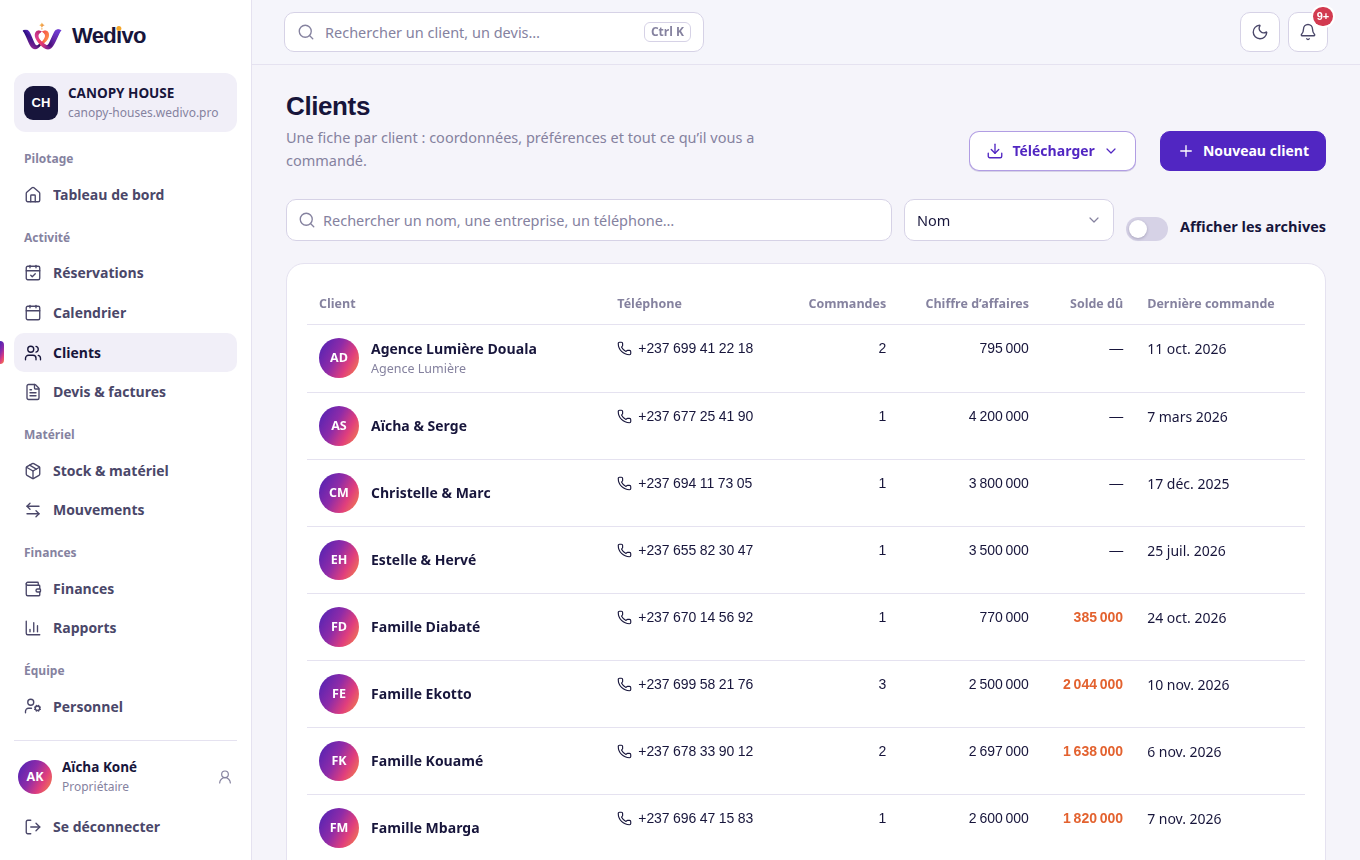 Wedivo
CH
CANOPY HOUSE
canopy-houses.wedivo.pro
Pilotage
Tableau de bord
Activité
Réservations
Calendrier
Clients
Devis & factures
Matériel
Stock & matériel
Mouvements
Finances
Finances
Rapports
Équipe
Personnel
AK
Aïcha Koné
Propriétaire
Se déconnecter
Rechercher un client, un devis... Ctrl K
9+
Clients
Une fiche par client : coordonnées, préférences et tout ce qu'il vous a
commandé.
Télécharger
Nouveau client
Rechercher un nom, une entreprise, un téléphone...
Nom
Afficher les archives
Client Téléphone Commandes Chiffre d'affaires Solde dû Dernière commande
AD Agence Lumière Douala +237 699 41 22 18 2 795 000 — 11 oct. 2026
Agence Lumière
AS Aïcha & Serge +237 677 25 41 90 1 4 200 000 — 7 mars 2026
CM Christelle & Marc +237 694 11 73 05 1 3 800 000 — 17 déc. 2025
EH Estelle & Hervé +237 655 82 30 47 1 3 500 000 — 25 juil. 2026
FD Famille Diabaté +237 670 14 56 92 1 770 000 385 000 24 oct. 2026
FE Famille Ekotto +237 699 58 21 76 3 2 500 000 2 044 000 10 nov. 2026
FK Famille Kouamé +237 678 33 90 12 2 2 697 000 1 638 000 6 nov. 2026
FM Famille Mbarga +237 696 47 15 83 1 2 600 000 1 820 000 7 nov. 2026